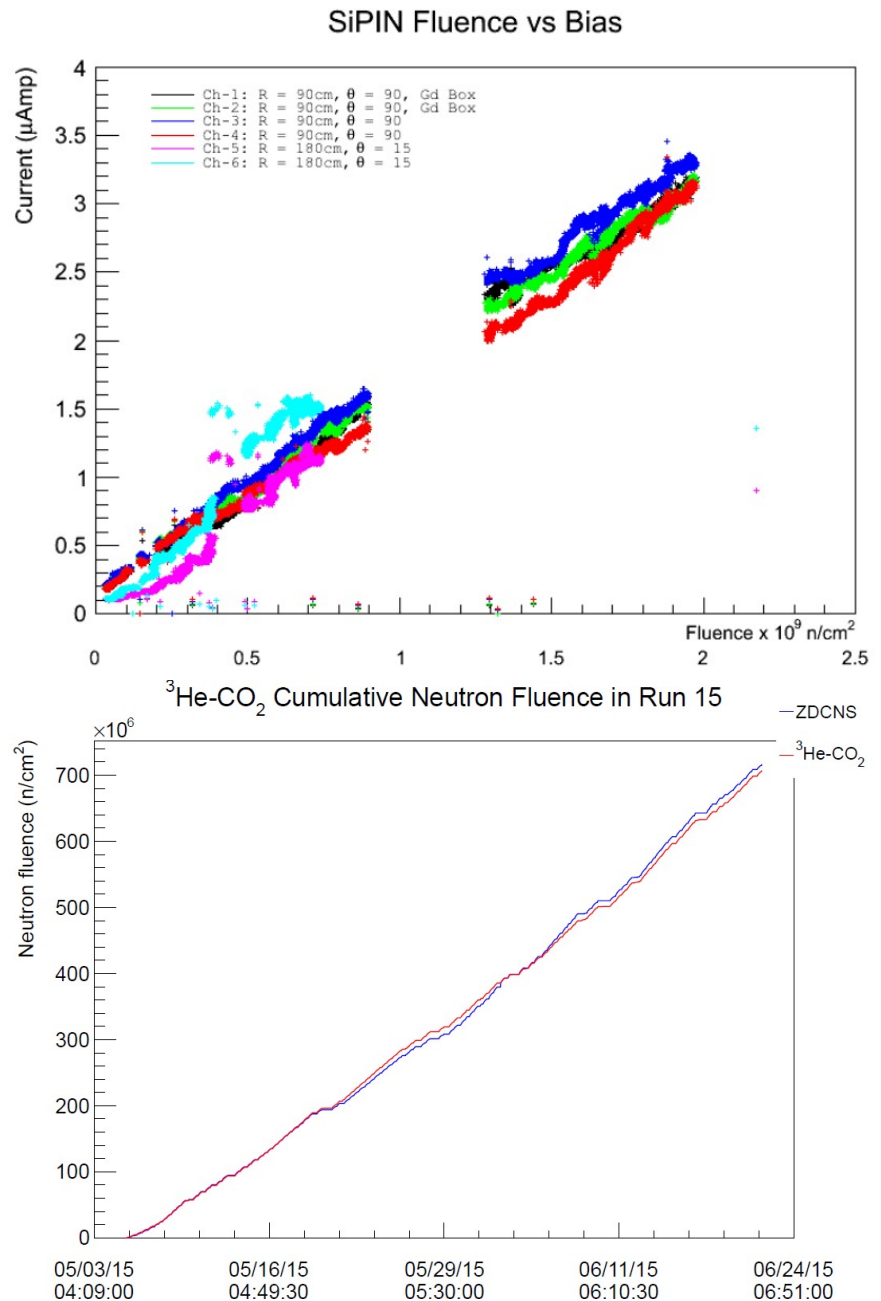 SiPIN Fluence vs Bias
Current (μAmp)
4
3.5
3
2.5
2
1.5
1
0.5
0
Ch-1: R = 90cm, θ = 90, Gd Box
Ch-2: R = 90cm, θ = 90, Gd Box
Ch-3: R = 90cm, θ = 90
Ch-4: R = 90cm, θ = 90
Ch-5: R = 180cm, θ = 15
Ch-6: R = 180cm, θ = 15
Fluence x 10⁹ n/cm²
0 0.5 1 1.5 2 2.5
³He-CO₂ Cumulative Neutron Fluence in Run 15
×10⁶
ZDCNS
³He-CO₂
Neutron fluence (n/cm²)
700
600
500
400
300
200
100
0
05/03/15 05/16/15 05/29/15 06/11/15 06/24/15
04:09:00 04:49:30 05:30:00 06:10:30 06:51:00